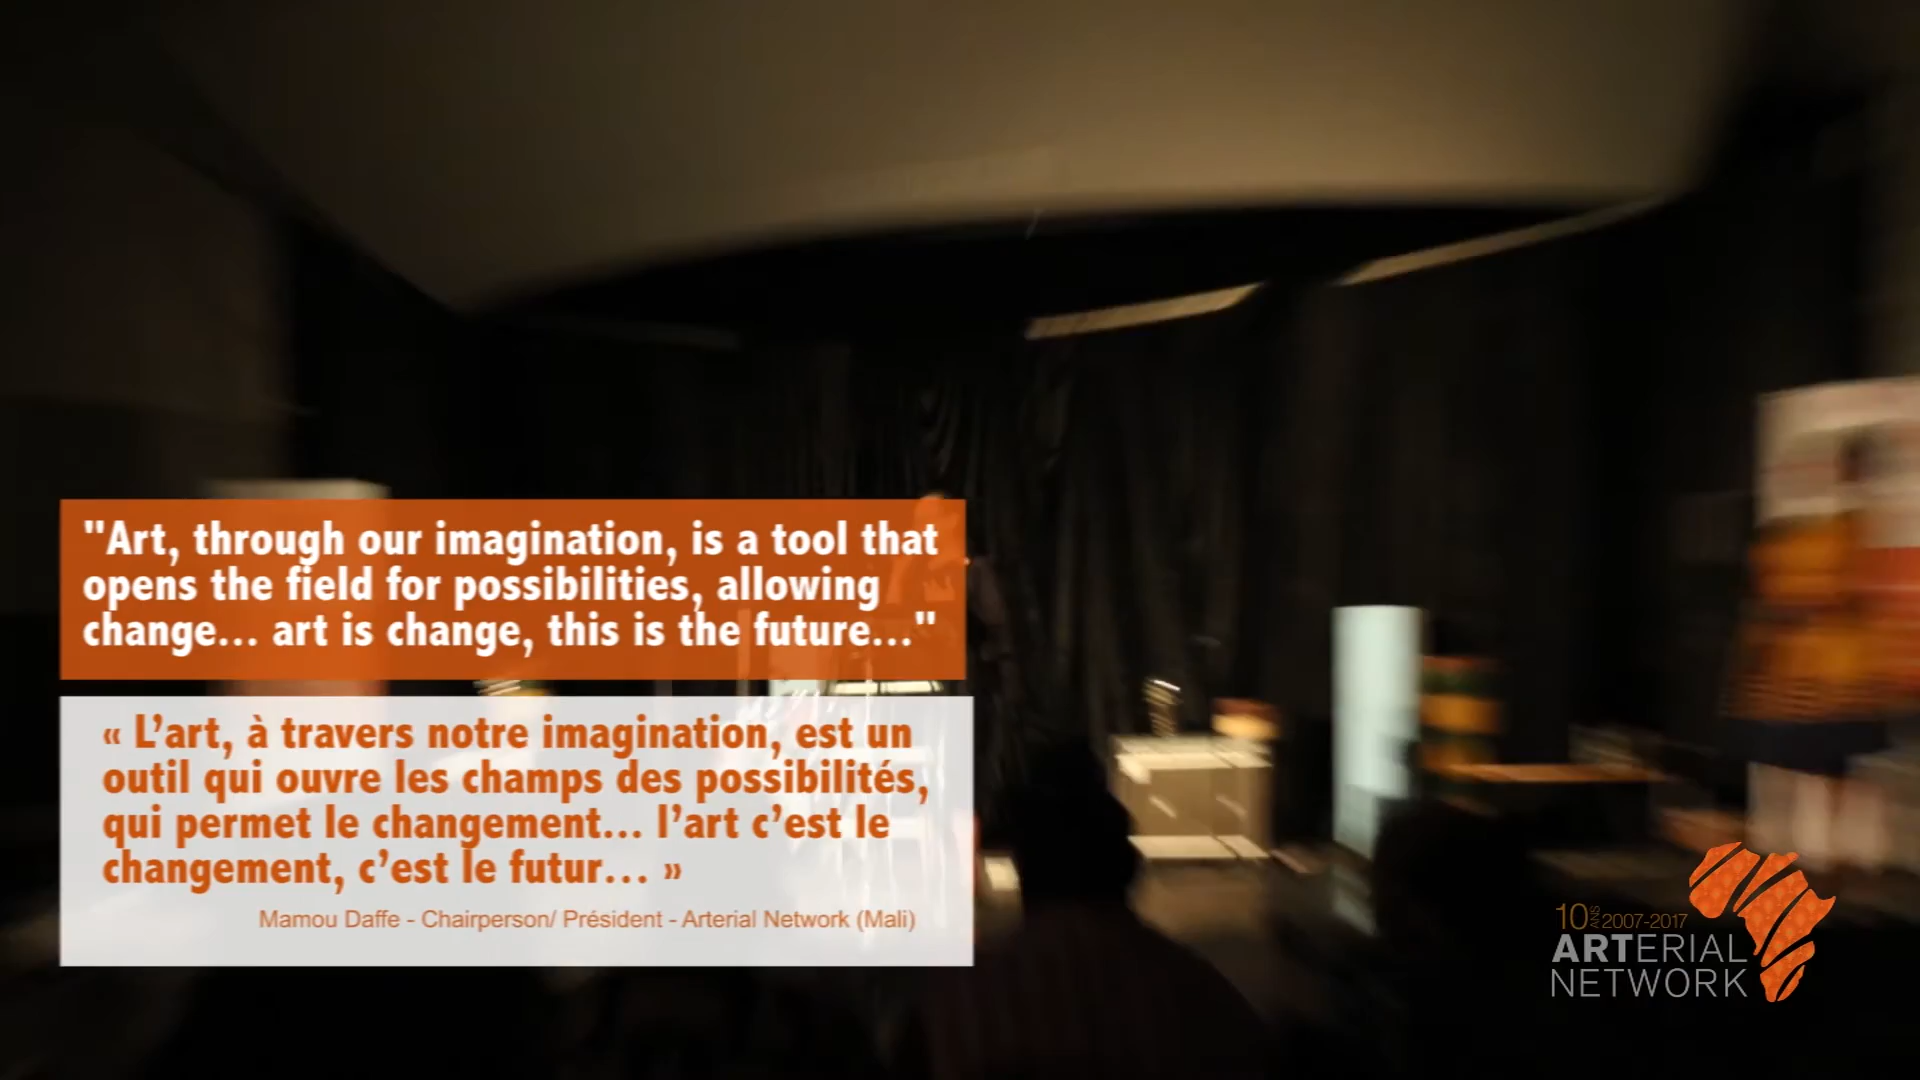 "Art, through our imagination, is a tool that
opens the field for possibilities, allowing
change... art is change, this is the future..."
« L’art, à travers notre imagination, est un
outil qui ouvre les champs des possibilités,
qui permet le changement... l’art c’est le
changement, c’est le futur... »
Mamou Daffe - Chairperson/ Président - Arterial Network (Mali)
10 ANS 2007-2017
ARTERIAL
NETWORK